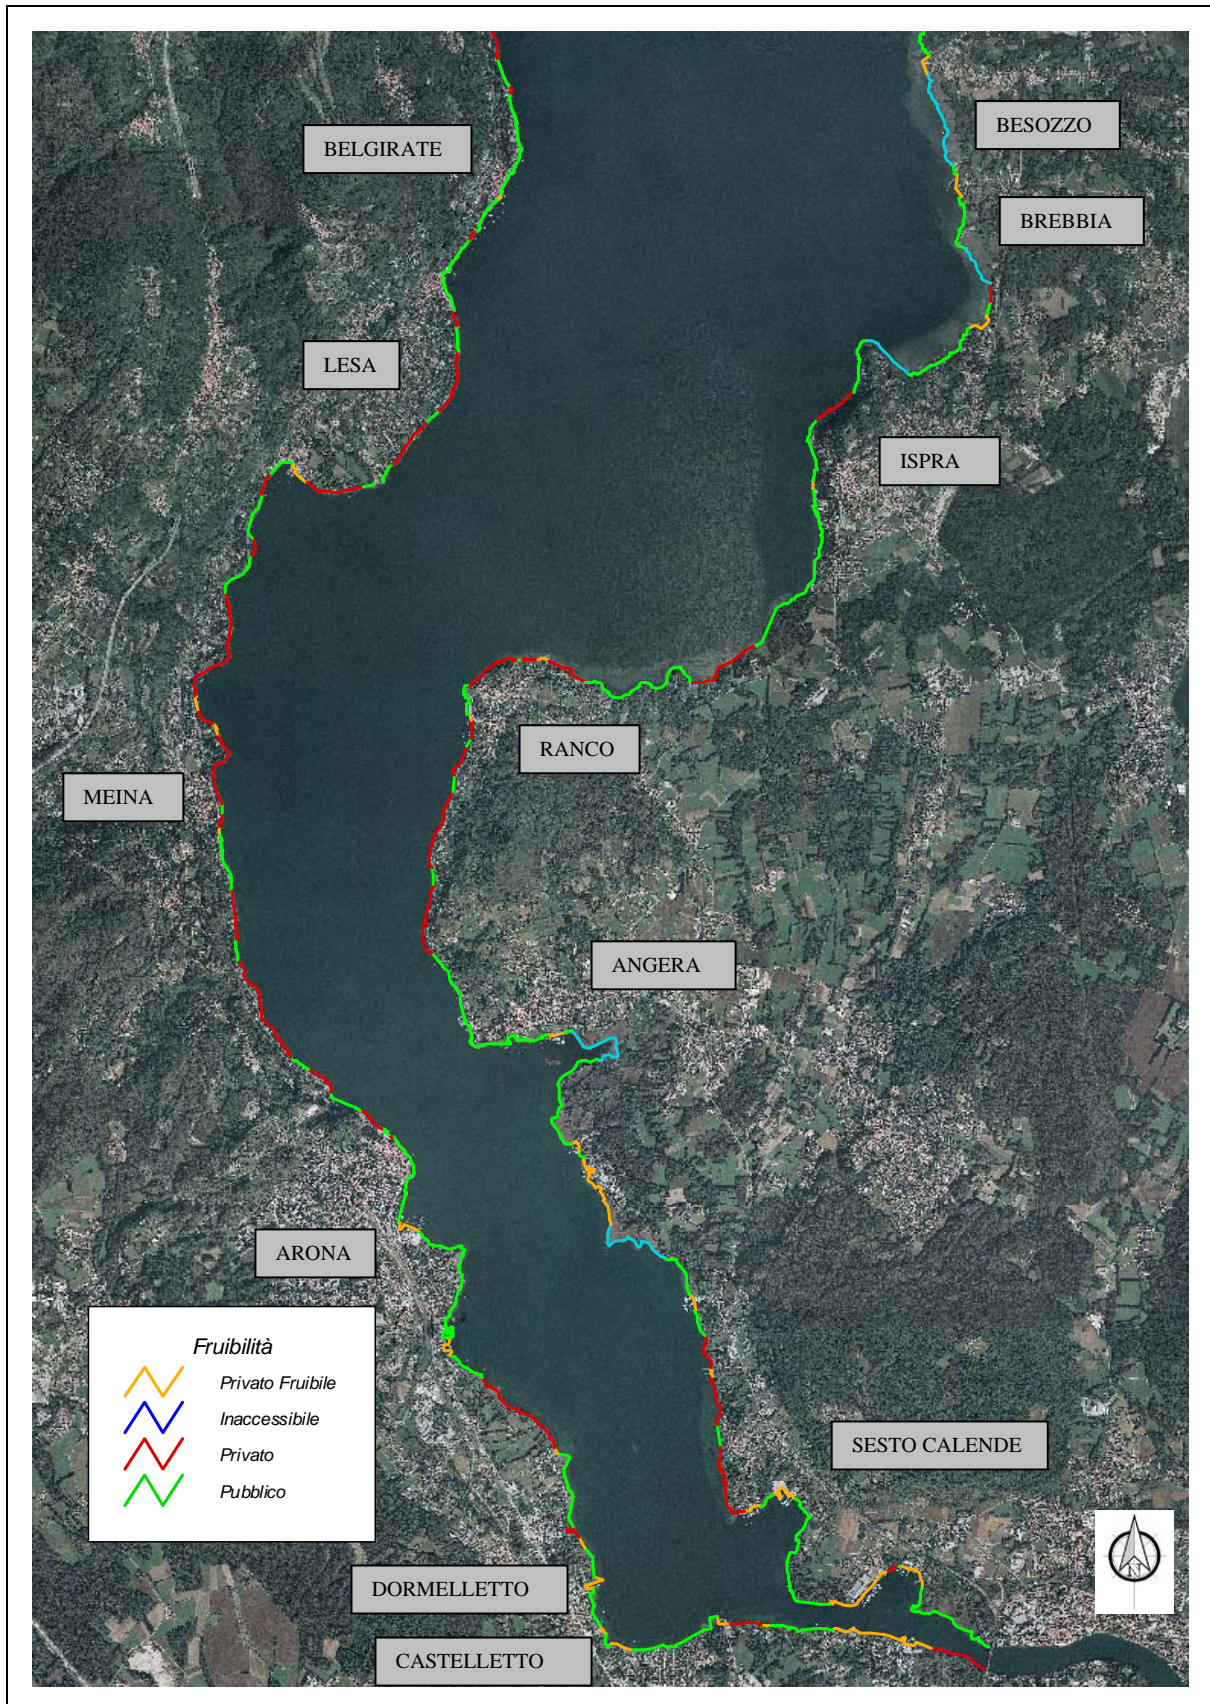 BESOZZO
BELGIRATE
BREBBIA
LESA
ISPRA
RANCO
MEINA
ANGERA
ARONA
Fruibilità
Privato Fruibile
Inaccessibile
Privato
Pubblico
SESTO CALENDE
N
DORMELLETTO
CASTELLETTO